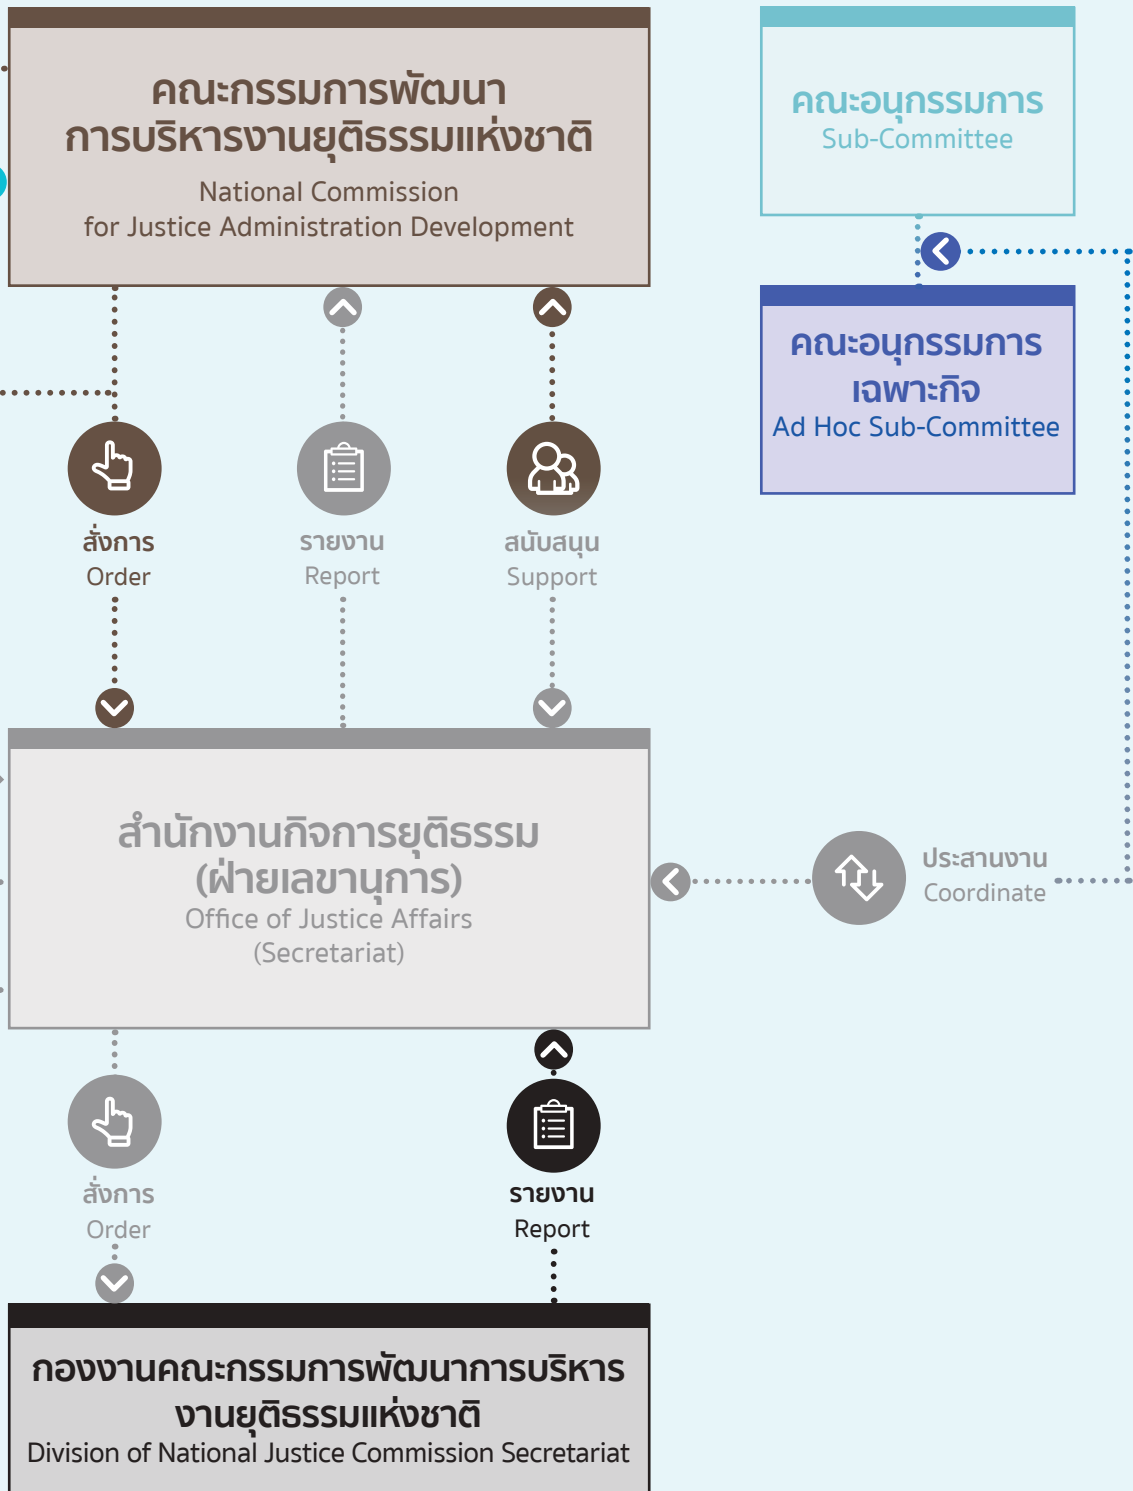 คณะกรรมการพัฒนา
การบริหารงานยุติธรรมแห่งชาติ
National Commission
for Justice Administration Development
คณะอนุกรรมการ
Sub-Committee
คณะอนุกรรมการ
เฉพาะกิจ
Ad Hoc Sub-Committee
สั่งการ
Order
รายงาน
Report
สนับสนุน
Support
สำนักงานกิจการยุติธรรม
(ฝ่ายเลขานุการ)
Office of Justice Affairs
(Secretariat)
ประสานงาน
Coordinate
สั่งการ
Order
รายงาน
Report
กองงานคณะกรรมการพัฒนาการบริหาร
งานยุติธรรมแห่งชาติ
Division of National Justice Commission Secretariat